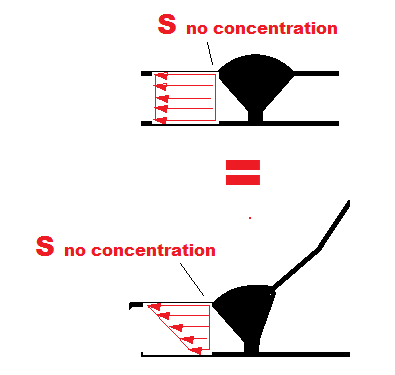 S no concentration
=
S no concentration